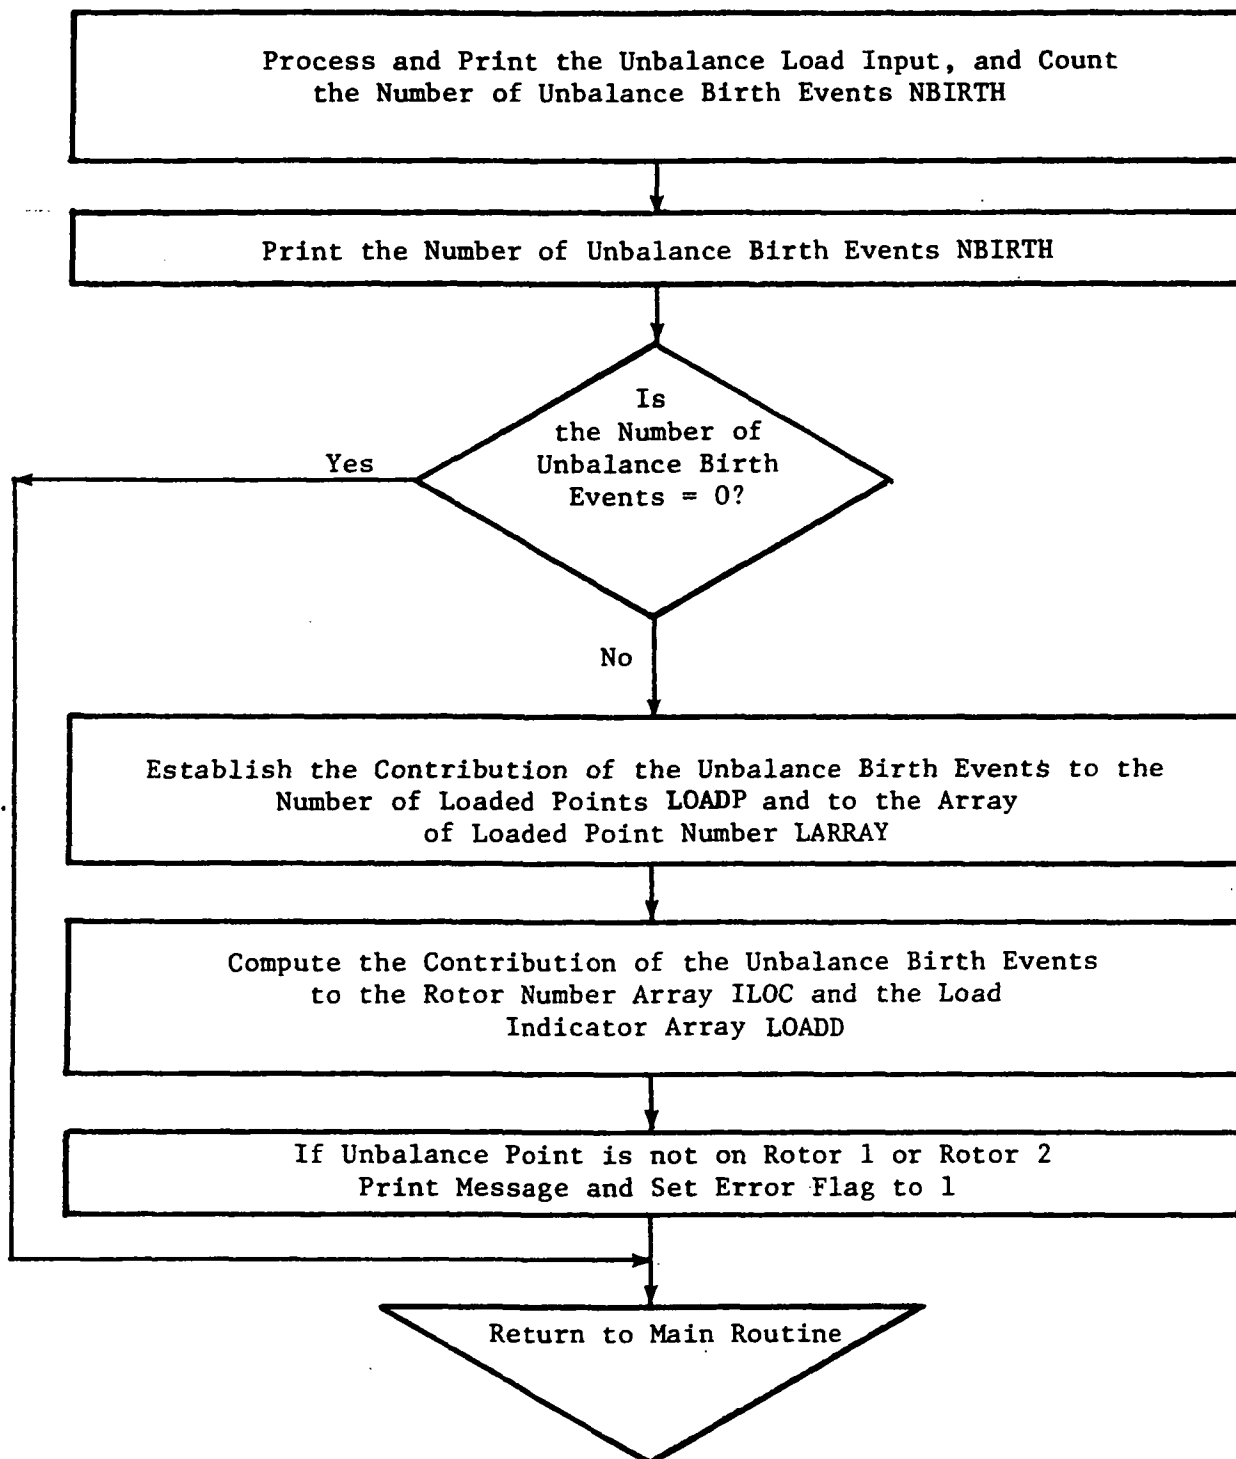 Process and Print the Unbalance Load Input, and Count
the Number of Unbalance Birth Events NBIRTH
Print the Number of Unbalance Birth Events NBIRTH
Is
the Number of
Unbalance Birth
Events = 0?
Yes
No
Establish the Contribution of the Unbalance Birth Events to the
Number of Loaded Points LOADP and to the Array
of Loaded Point Number LARRAY
Compute the Contribution of the Unbalance Birth Events
to the Rotor Number Array ILOC and the Load
Indicator Array LOADD
If Unbalance Point is not on Rotor 1 or Rotor 2
Print Message and Set Error Flag to 1
Return to Main Routine